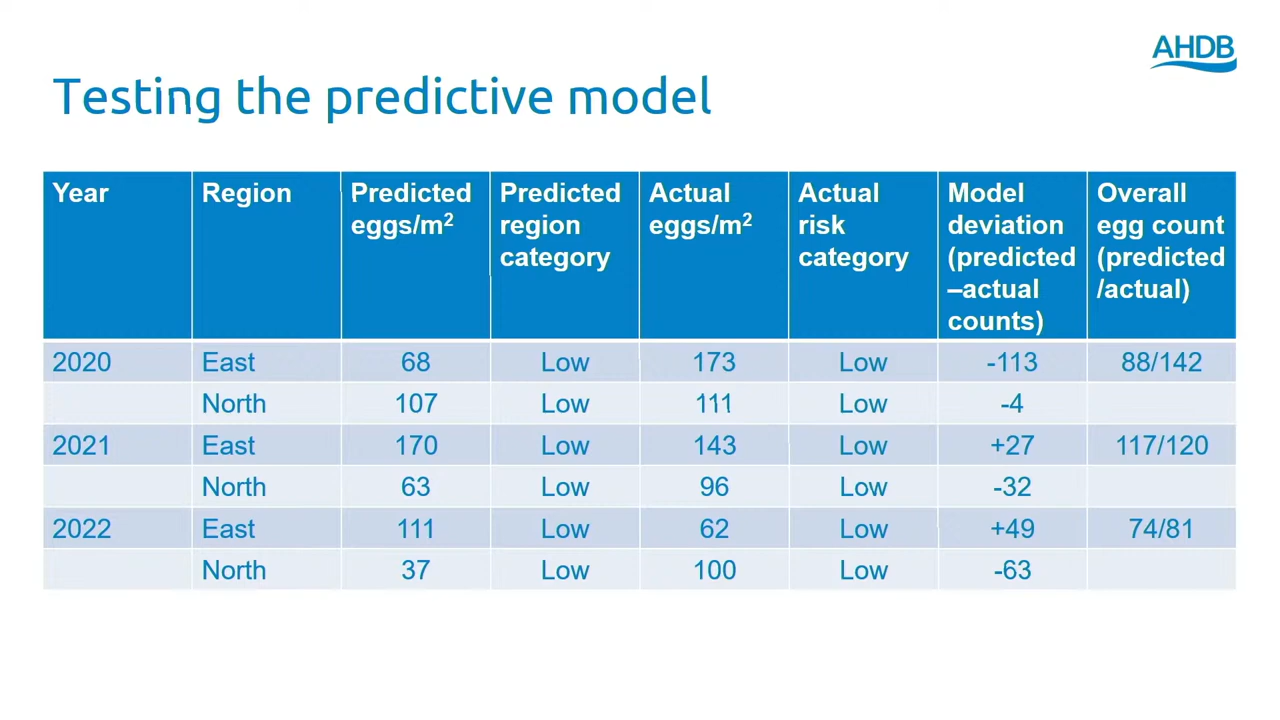 AHDB
Testing the predictive model
Year Region Predicted eggs/m² Predicted region category Actual eggs/m² Actual risk category Model deviation (predicted –actual counts) Overall egg count (predicted /actual)
2020 East 68 Low 173 Low -113 88/142
North 107 Low 111 Low -4
2021 East 170 Low 143 Low +27 117/120
North 63 Low 96 Low -32
2022 East 111 Low 62 Low +49 74/81
North 37 Low 100 Low -63